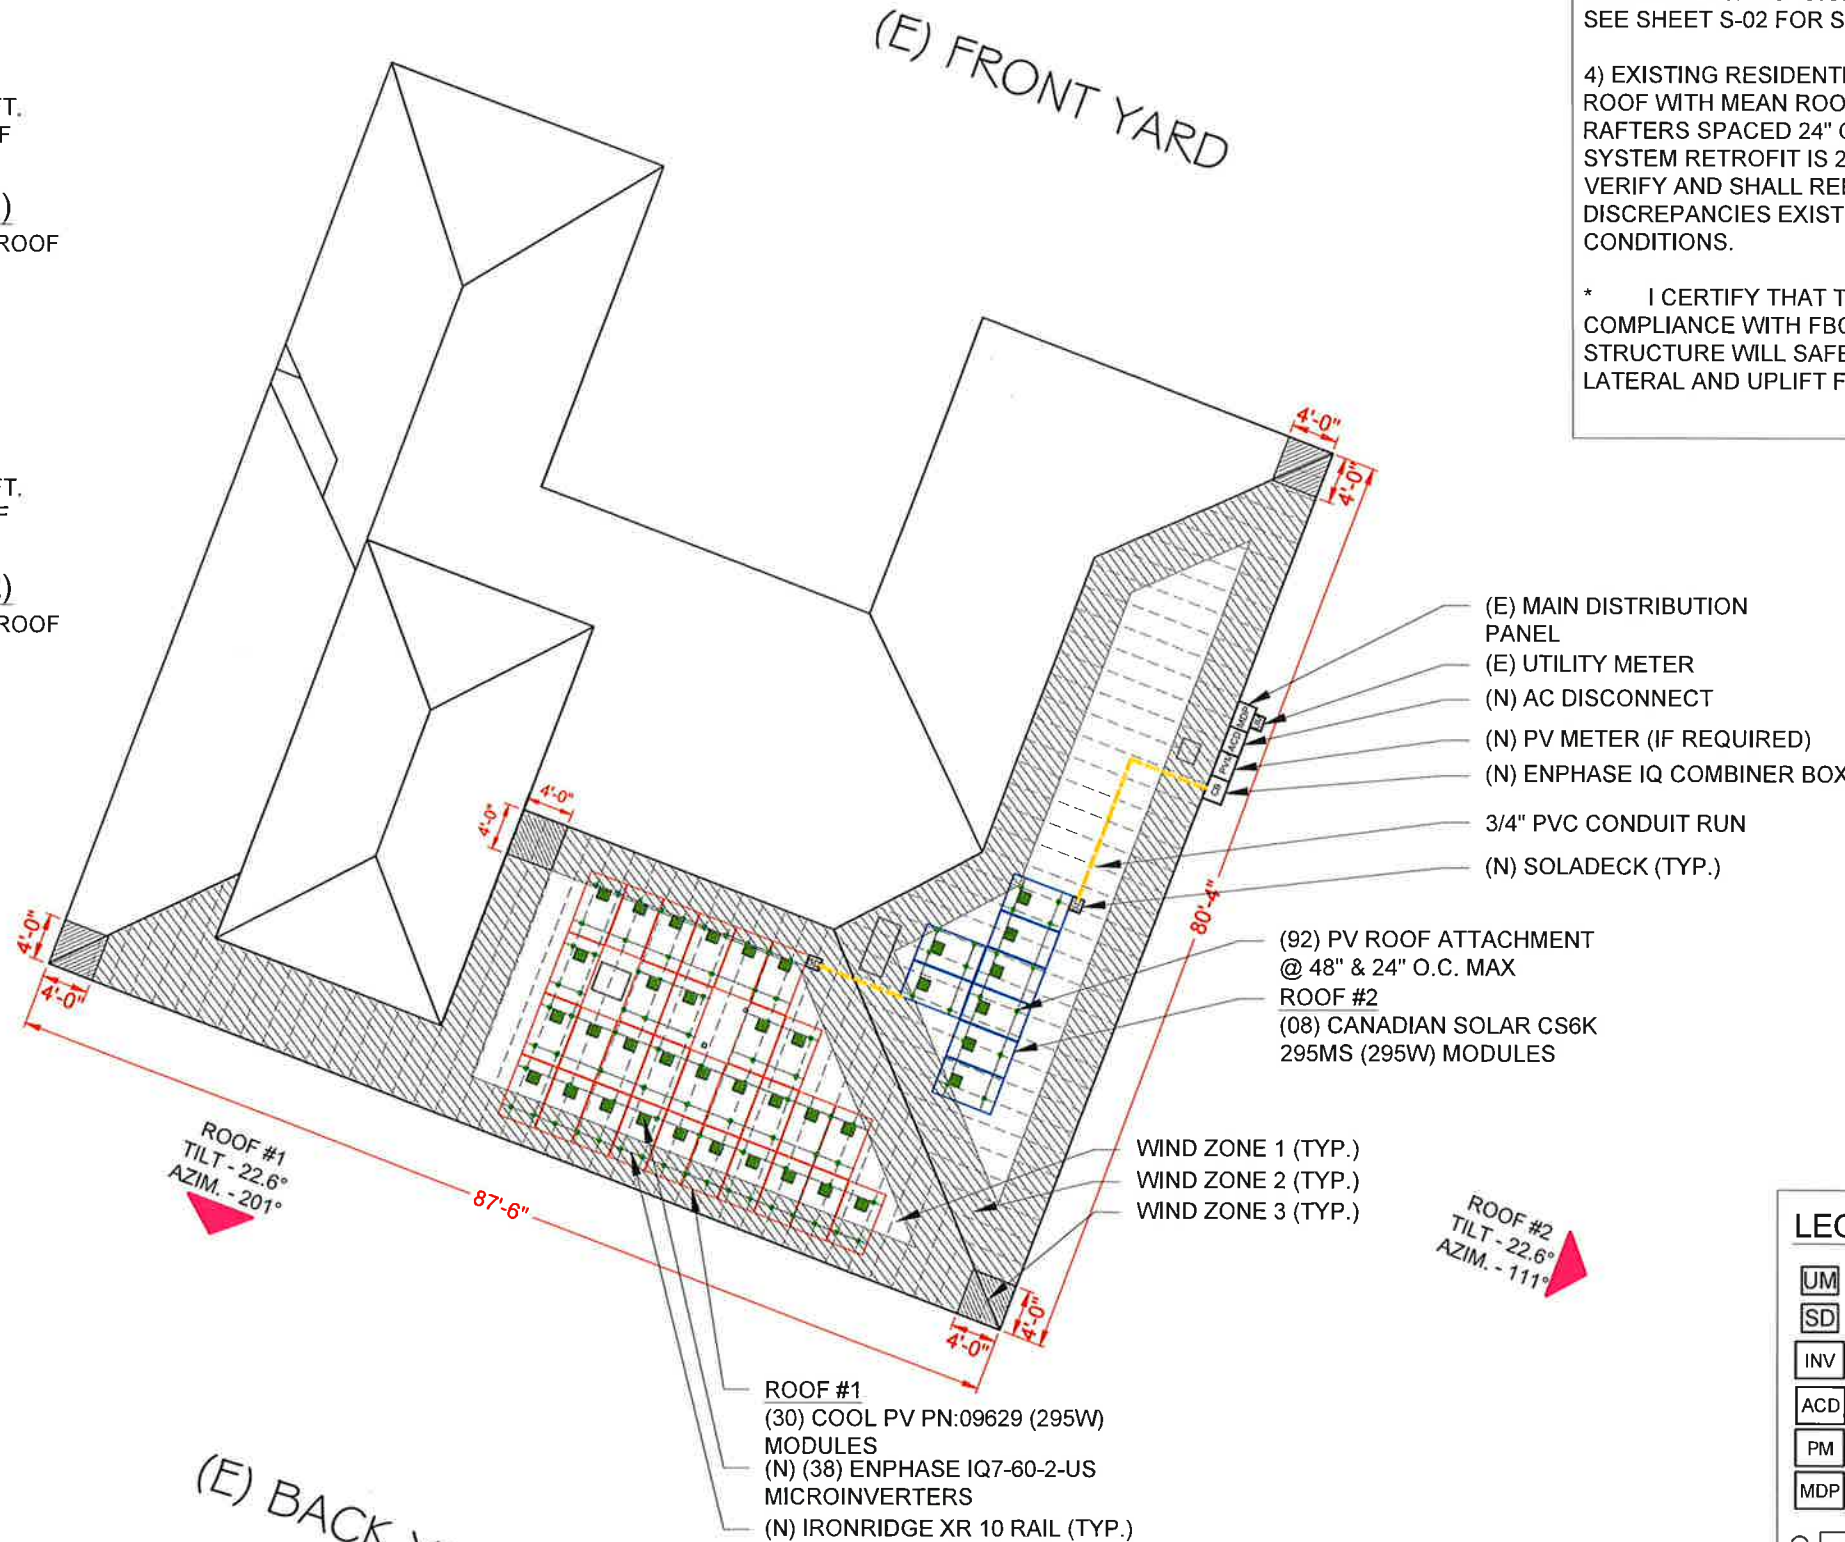 (E) FRONT YARD
SEE SHEET S-02 FOR S
4) EXISTING RESIDENTI
ROOF WITH MEAN ROO
RAFTERS SPACED 24" O
SYSTEM RETROFIT IS 2
VERIFY AND SHALL REP
DISCREPANCIES EXIST
CONDITIONS.
* I CERTIFY THAT T
COMPLIANCE WITH FBC
STRUCTURE WILL SAFE
LATERAL AND UPLIFT F
FT.
F
)
ROOF
FT.
F
2)
ROOF
4'-0"
4'-0"
(E) MAIN DISTRIBUTION
PANEL
(E) UTILITY METER
(N) AC DISCONNECT
(N) PV METER (IF REQUIRED)
(N) ENPHASE IQ COMBINER BOX
3/4" PVC CONDUIT RUN
(N) SOLADECK (TYP.)
MDP
ACD
CB
4'-0"
4'-0"
80'-4"
(92) PV ROOF ATTACHMENT
@ 48" & 24" O.C. MAX
ROOF #2
(08) CANADIAN SOLAR CS6K
295MS (295W) MODULES
4'-0"
4'-0"
WIND ZONE 1 (TYP.)
WIND ZONE 2 (TYP.)
WIND ZONE 3 (TYP.)
ROOF #1
TILT - 22.6°
AZIM. - 201°
87'-6"
ROOF #2
TILT - 22.6°
AZIM. - 111°
4'-0"
4'-0"
ROOF #1
(30) COOL PV PN:09629 (295W)
MODULES
(N) (38) ENPHASE IQ7-60-2-US
MICROINVERTERS
(N) IRONRIDGE XR 10 RAIL (TYP.)
(E) BACK Y
LEG
UM
SD
INV
ACD
PM
MDP